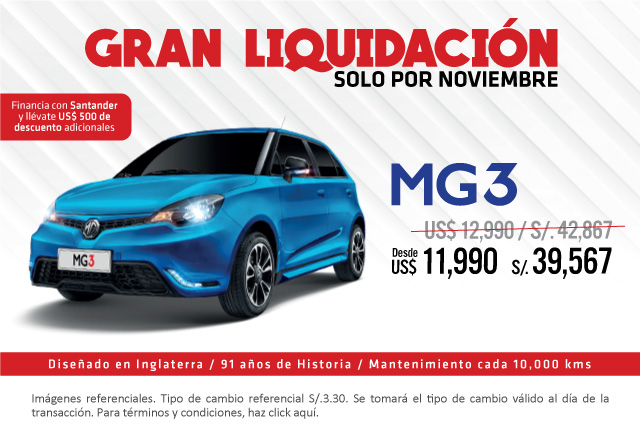 GRAN LIQUIDACIÓN
SOLO POR NOVIEMBRE
Financia con Santander
y llévate US$ 500 de
descuento adicionales
MG3
US$ 12,990 / S/. 42,867
Desde
US$ 11,990 S/. 39,567
MG3
Diseñado en Inglaterra / 91 años de Historia / Mantenimiento cada 10,000 kms
Imágenes referenciales. Tipo de cambio referencial S/.3.30. Se tomará el tipo de cambio válido al día de la
transacción. Para términos y condiciones, haz click aquí.